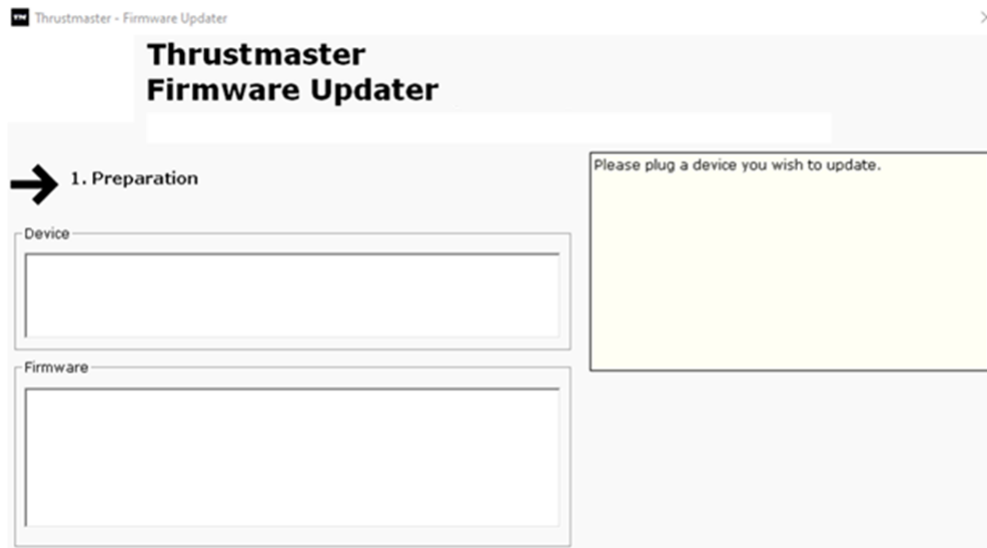 Thrustmaster - Firmware Updater
Thrustmaster
Firmware Updater
1. Preparation
Please plug a device you wish to update.
Device
Firmware